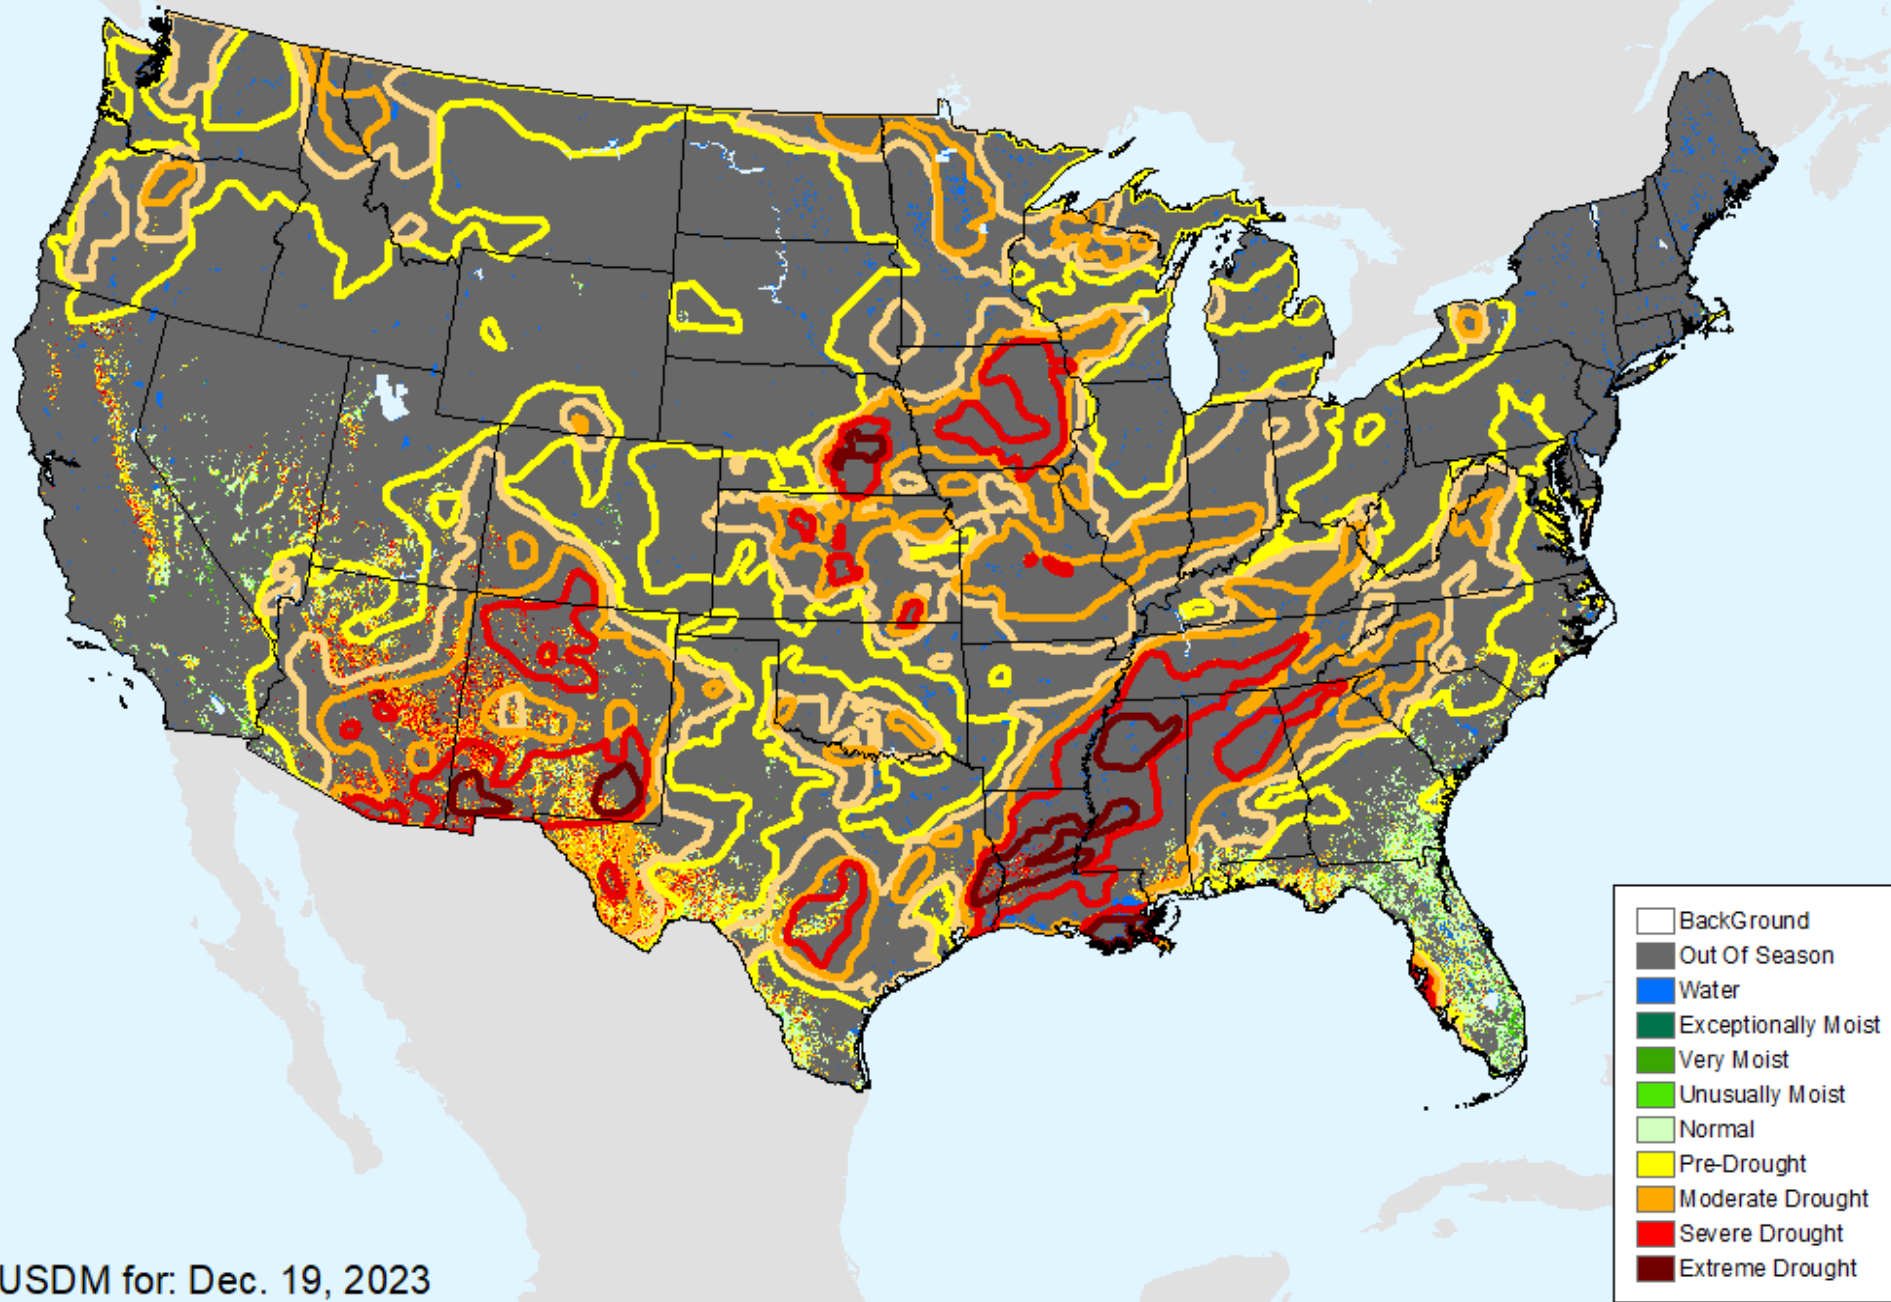 BackGround
Out Of Season
Water
Exceptionally Moist
Very Moist
Unusually Moist
Normal
Pre-Drought
Moderate Drought
Severe Drought
Extreme Drought
USDM for: Dec. 19, 2023